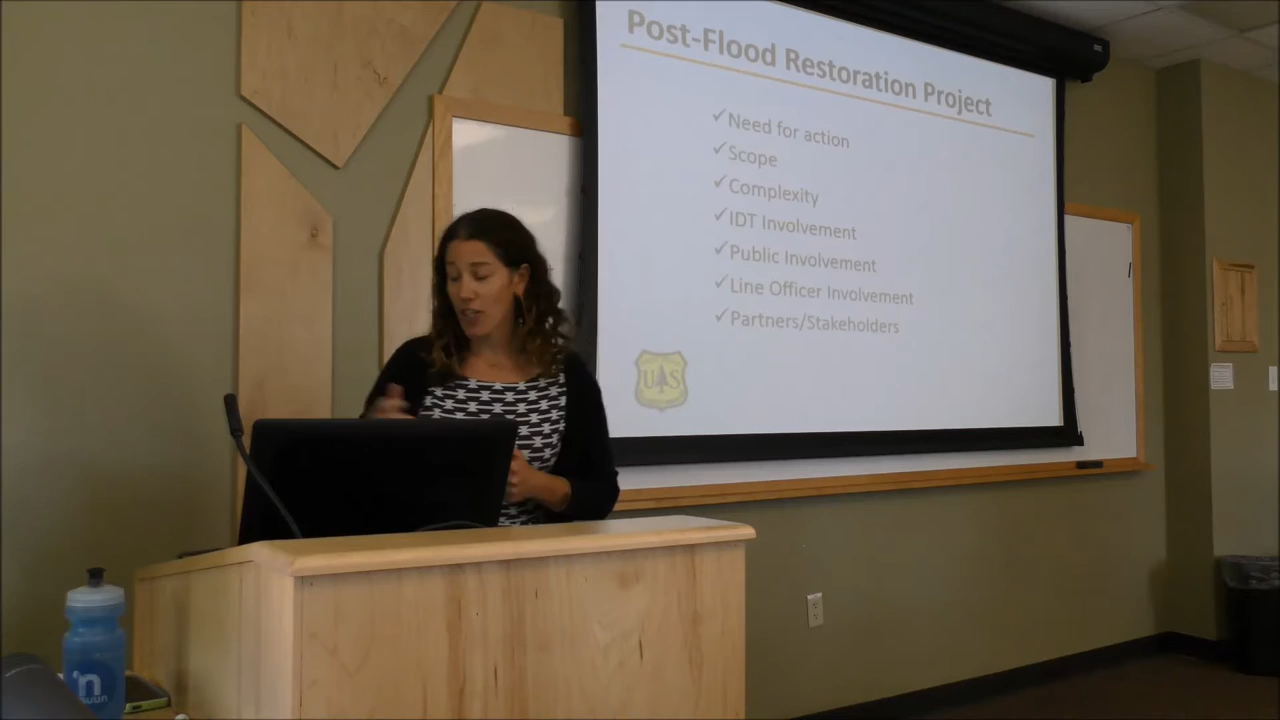 Post-Flood Restoration Project
✓Need for action
✓Scope
✓Complexity
✓IDT Involvement
✓Public Involvement
✓Line Officer Involvement
✓Partners/Stakeholders
US
n
nuun